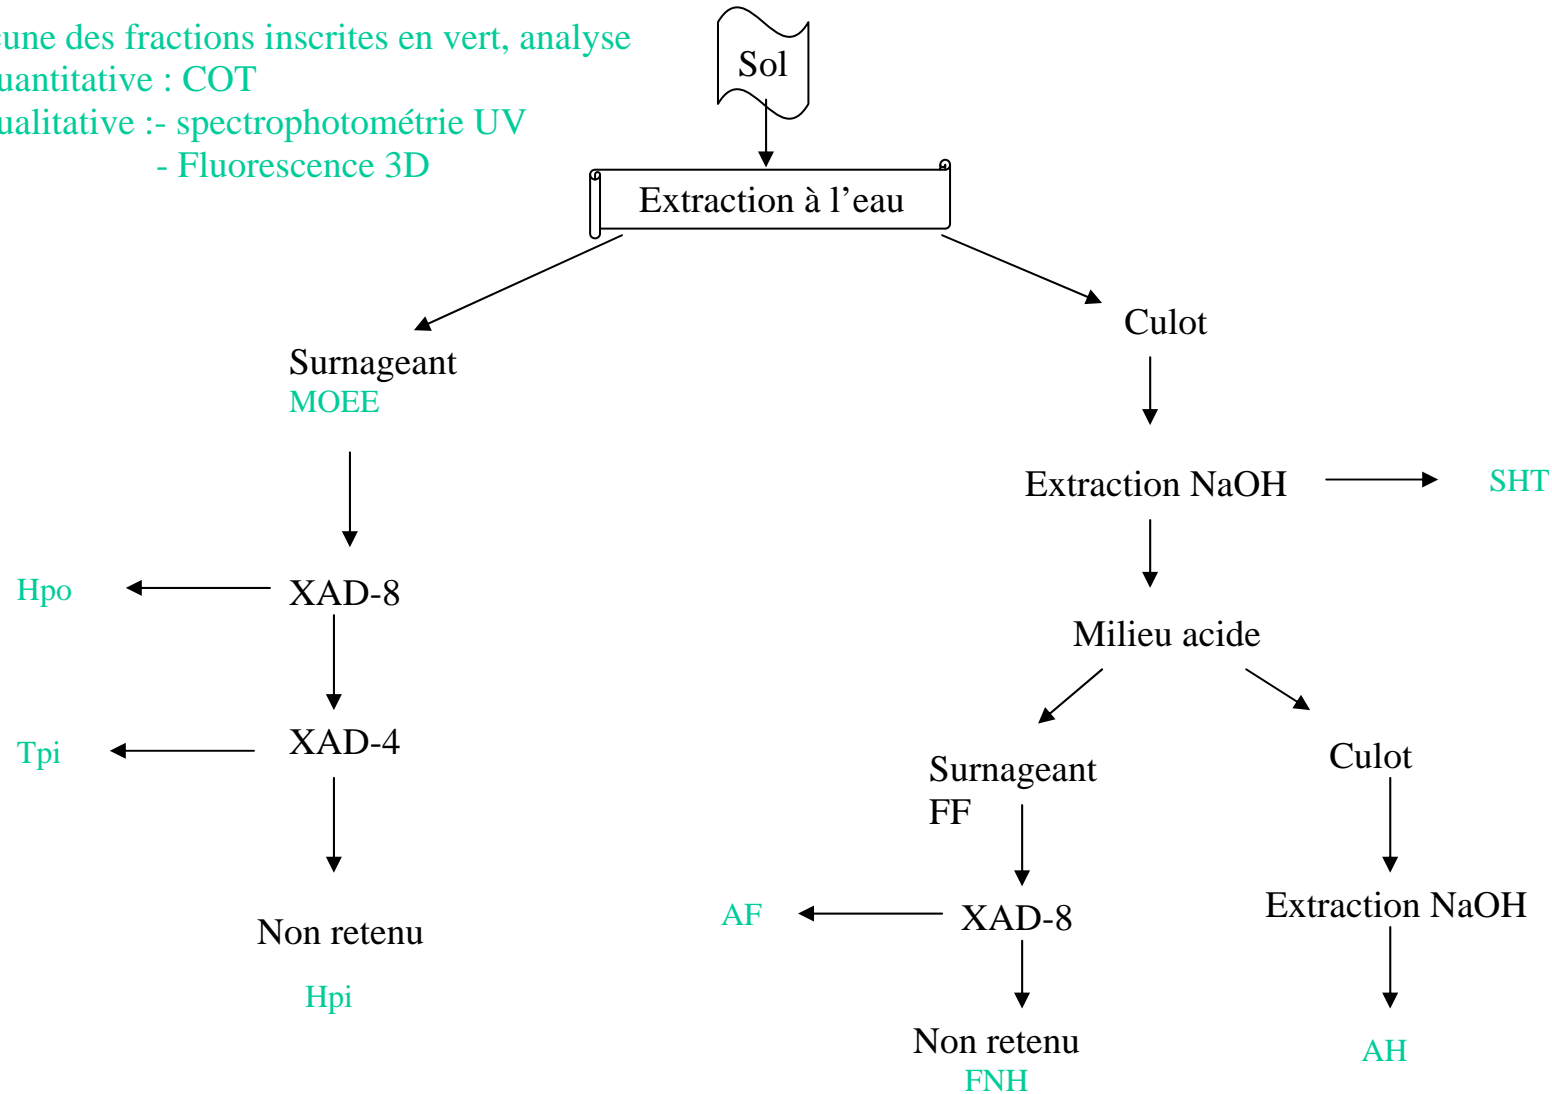 une des fractions inscrites en vert, analyse
uantitative : COT
ualitative :- spectrophotométrie UV
- Fluorescence 3D
Sol
Extraction à l’eau
Surnageant
MOEE
Culot
Extraction NaOH
SHT
Hpo
XAD-8
Milieu acide
Tpi
XAD-4
Surnageant
FF
Culot
Non retenu
Hpi
AF
XAD-8
Extraction NaOH
Non retenu
FNH
AH